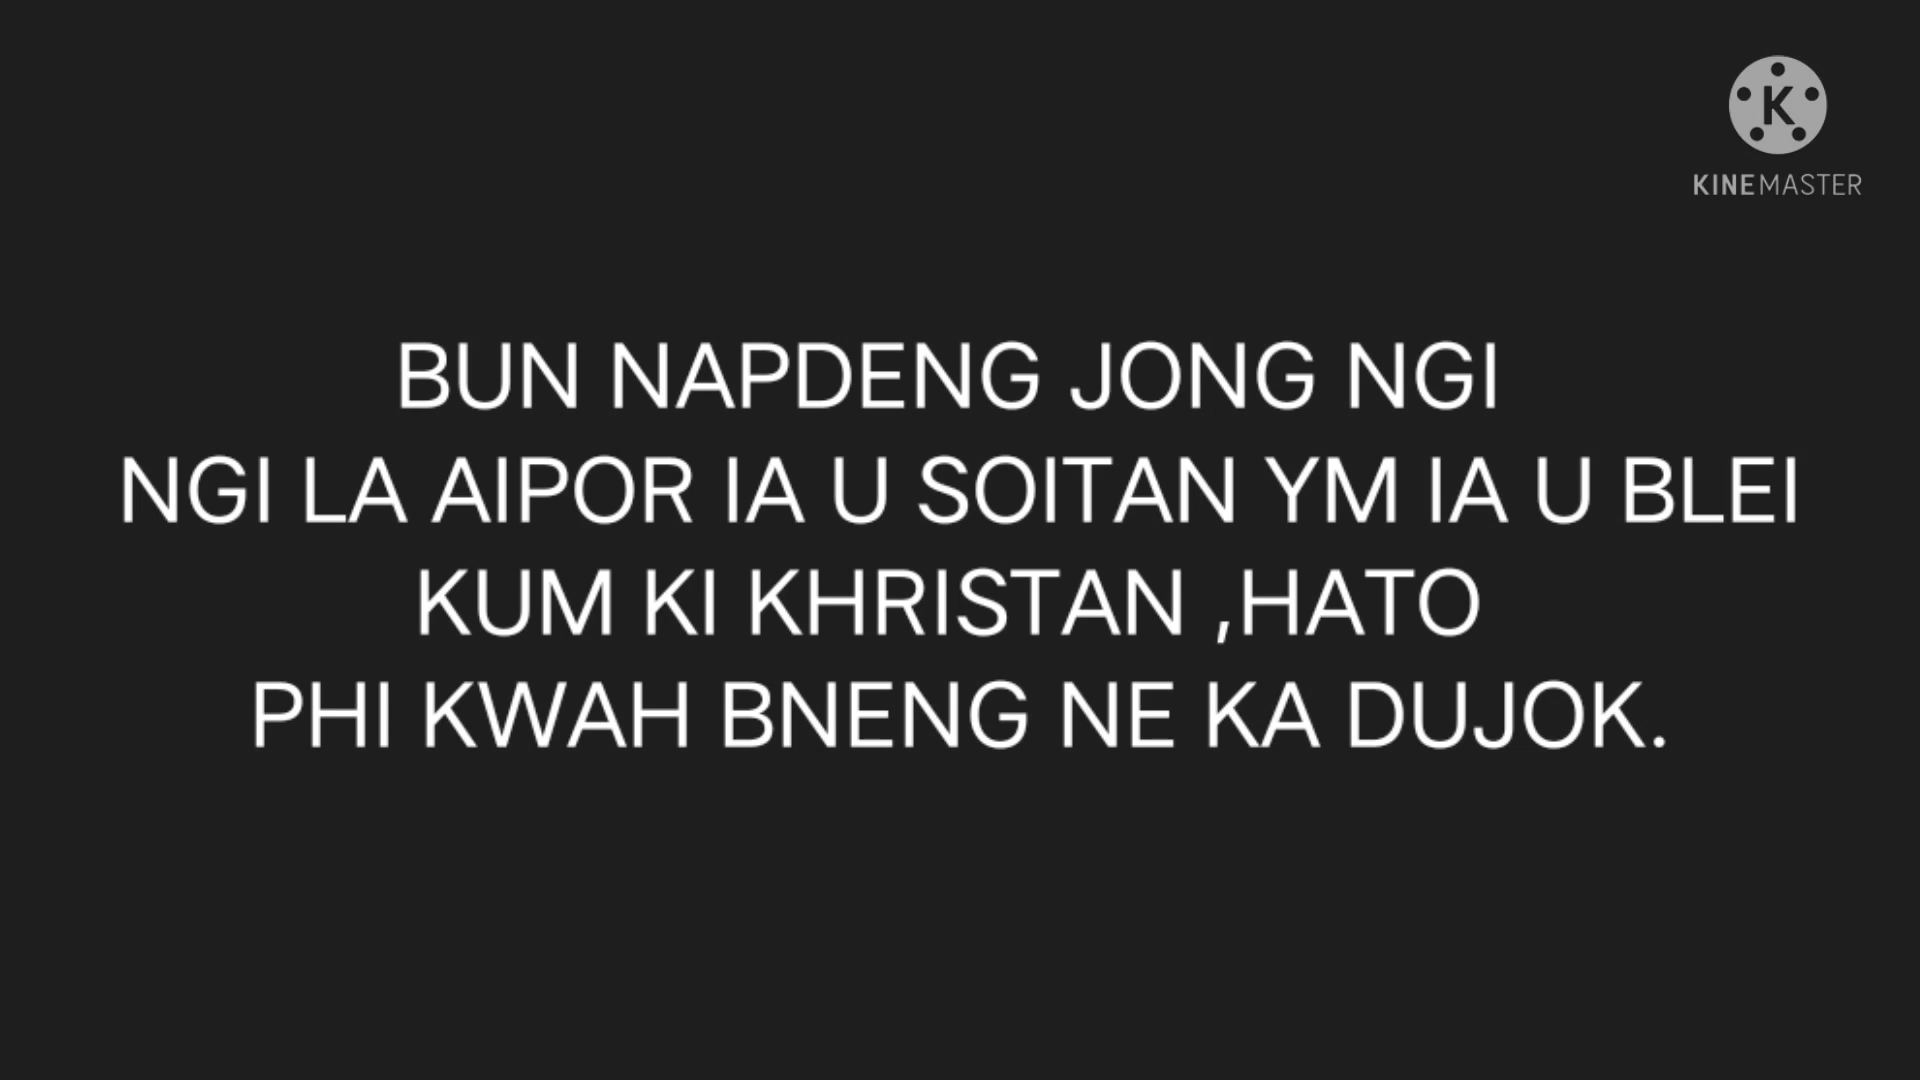 K
KINEMASTER
BUN NAPDENG JONG NGI
NGI LA AIPOR IA U SOITAN YM IA U BLEI
KUM KI KHRISTAN ,HATO
PHI KWAH BNENG NE KA DUJOK.